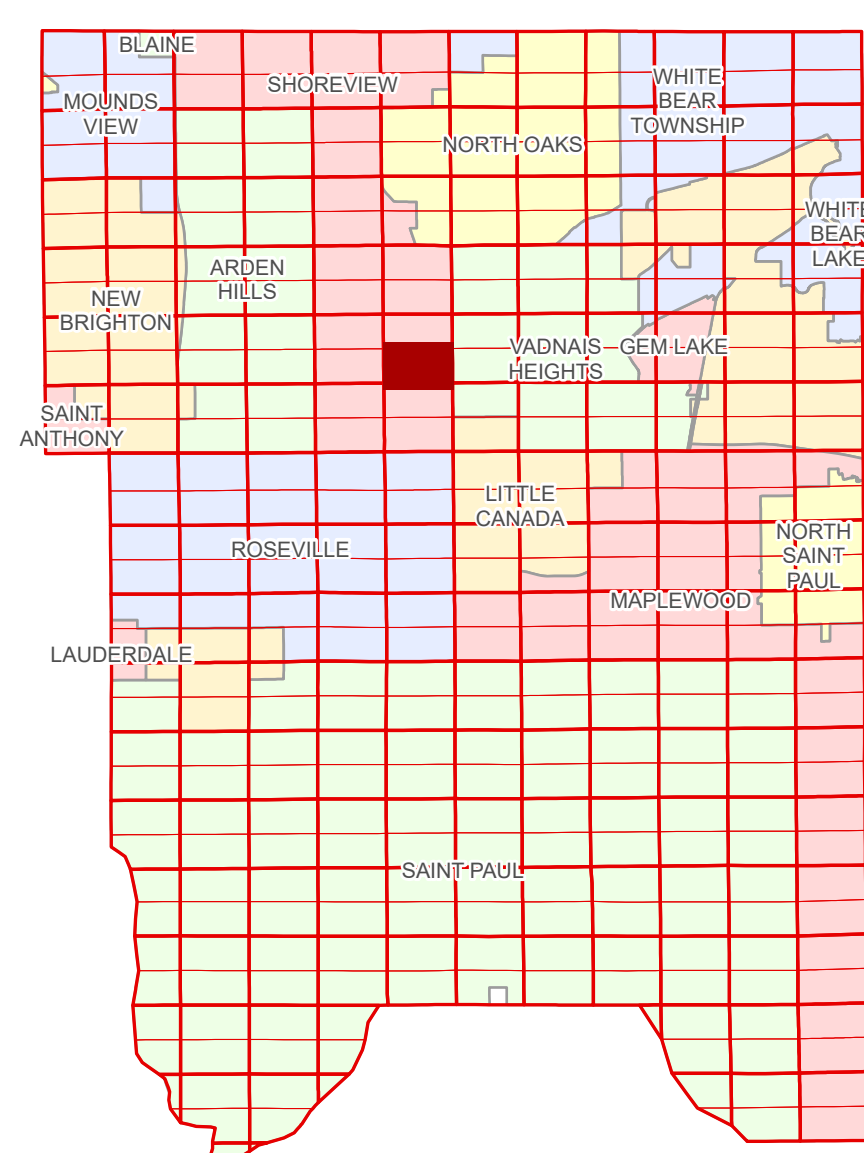 BLAINE
SHOREVIEW
WHITE
BEAR
TOWNSHIP
MOUNDS
VIEW
NORTH OAKS
WHITE
BEAR
LAKE
ARDEN
HILLS
NEW
BRIGHTON
VADNAIS
HEIGHTS
GEM LAKE
SAINT
ANTHONY
LITTLE
CANADA
ROSEVILLE
NORTH
SAINT
PAUL
MAPLEWOOD
LAUDERDALE
SAINT PAUL